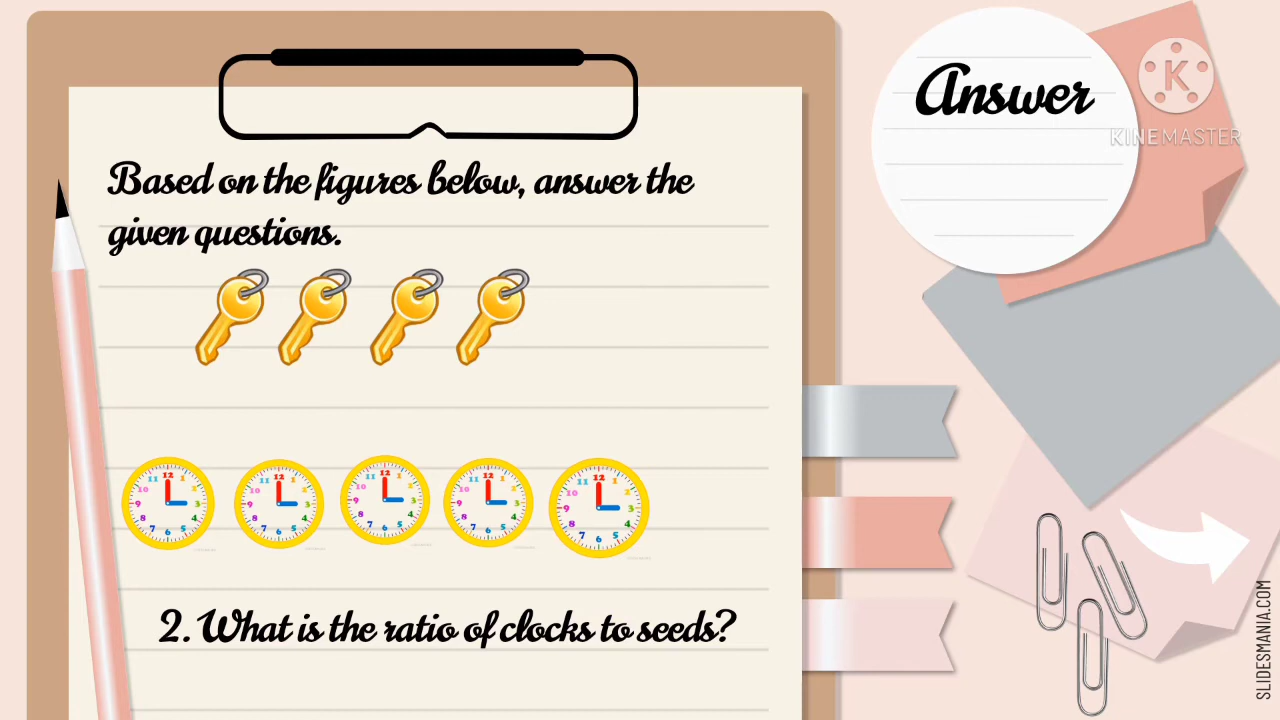 Answer
K
KINEMASTER
Based on the figures below, answer the
given questions.
2. What is the ratio of clocks to seeds?
SLIDESMANIA.COM